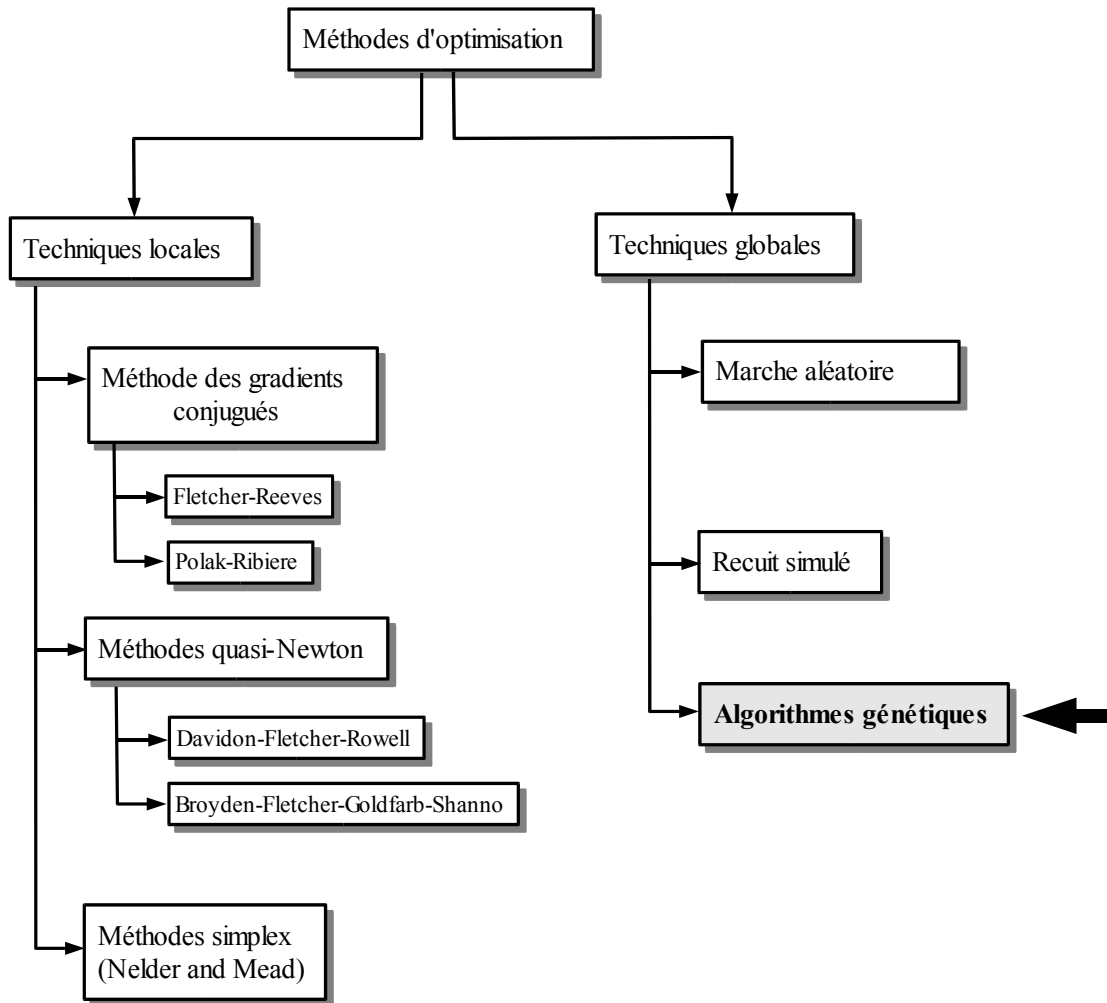 Méthodes d'optimisation
Techniques locales
Techniques globales
Méthode des gradients
conjugués
Marche aléatoire
Fletcher-Reeves
Polak-Ribiere
Recuit simulé
Méthodes quasi-Newton
Algorithmes génétiques
Davidon-Fletcher-Rowell
Broyden-Fletcher-Goldfarb-Shanno
Méthodes simplex
(Nelder and Mead)